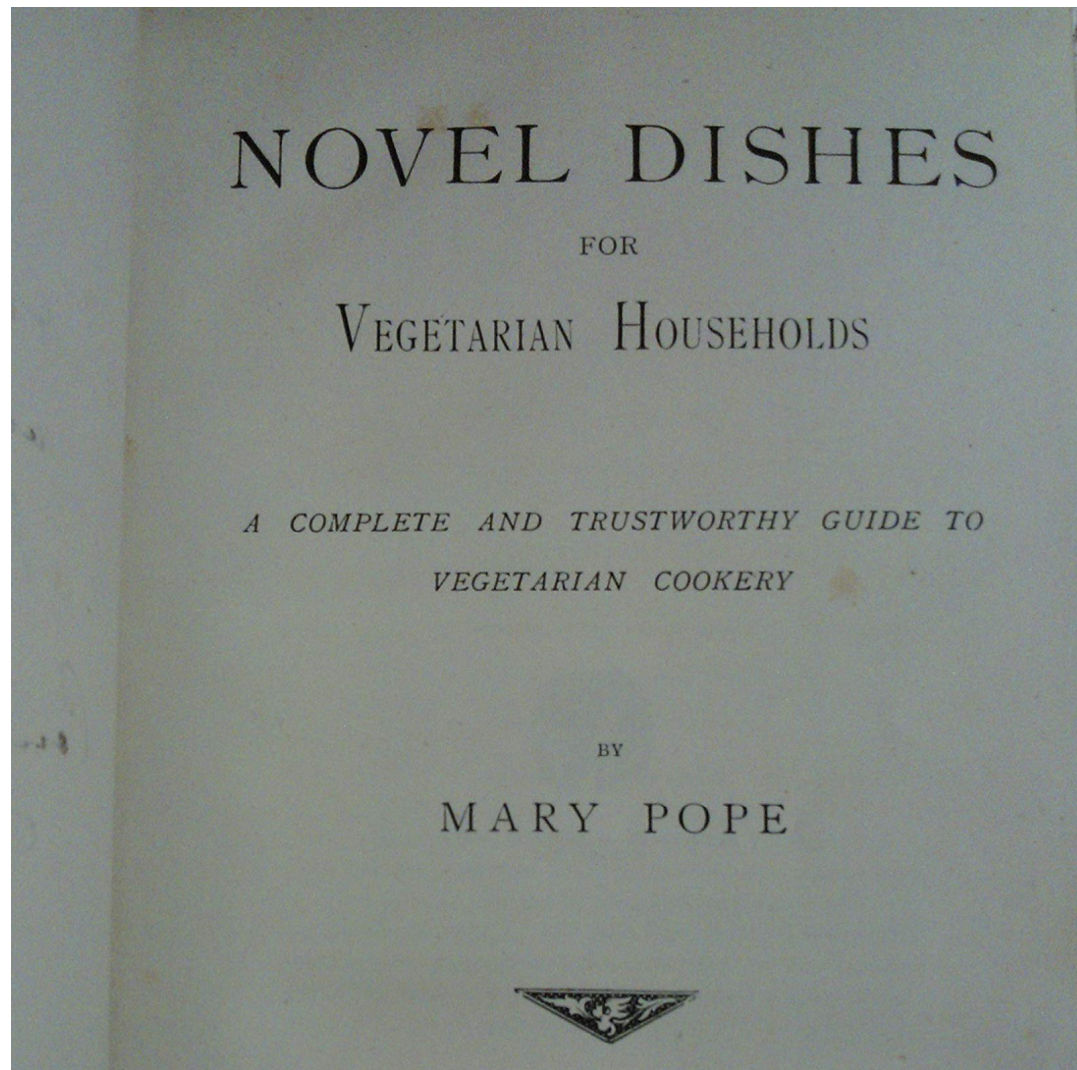 NOVEL DISHES
FOR
VEGETARIAN HOUSEHOLDS
A COMPLETE AND TRUSTWORTHY GUIDE TO
VEGETARIAN COOKERY
BY
MARY POPE